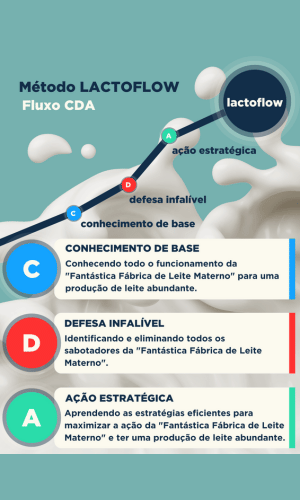 Método LACTOFLOW
Fluxo CDA
lactoflow
A
ação estratégica
D
defesa infalível
C
conhecimento de base
C
CONHECIMENTO DE BASE
Conhecendo todo o funcionamento da
"Fantástica Fábrica de Leite Materno" para uma
produção de leite abundante.
D
DEFESA INFALÍVEL
Identificando e eliminando todos os
sabotadores da "Fantástica Fábrica de Leite
Materno".
A
AÇÃO ESTRATÉGICA
Aprendendo as estratégias eficientes para
maximizar a ação da "Fantástica Fábrica de Leite
Materno" e ter uma produção de leite abundante.